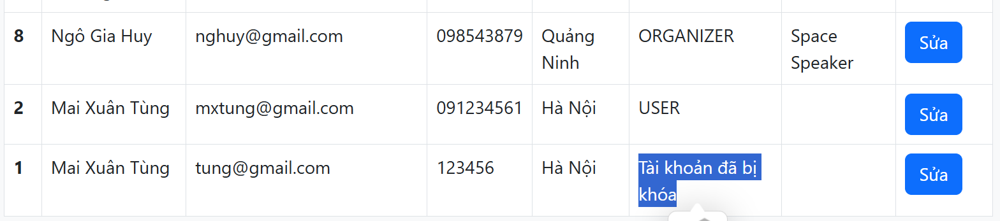 8 Ngô Gia Huy nghuy@gmail.com 098543879 Quảng ORGANIZER Space Sửa
Ninh Speaker
2 Mai Xuân Tùng mxtung@gmail.com 091234561 Hà Nội USER Sửa
1 Mai Xuân Tùng tung@gmail.com 123456 Hà Nội Tài khoản đã bị Sửa
khóa